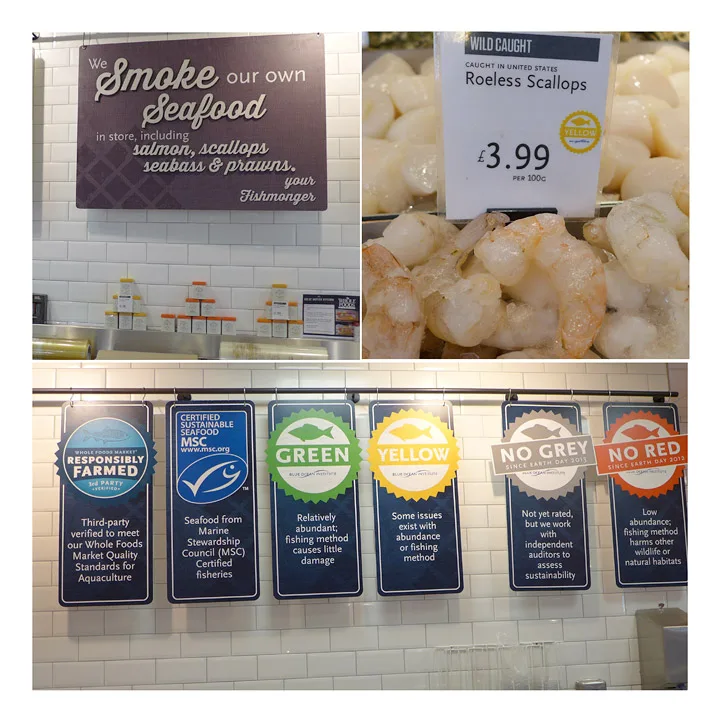 We
Smoke our own
Seafood
in store, including
salmon, scallops
seabass & prawns.
your
Fishmonger
WILD CAUGHT
CAUGHT IN UNITED STATES
Roeless Scallops
YELLOW
£3.99
PER 100G
WHOLE FOODS
WHOLE FOODS MARKET
RESPONSIBLY
FARMED
3rd PARTY
VERIFIED
Third-party
verified to meet
our Whole Foods
Market Quality
Standards for
Aquaculture
CERTIFIED
SUSTAINABLE
SEAFOOD
MSC
www.msc.org
TM
Seafood from
Marine
Stewardship
Council (MSC)
Certified
fisheries
GREEN
BLUE OCEAN INSTITUTE
Relatively
abundant;
fishing method
causes little
damage
YELLOW
BLUE OCEAN INSTITUTE
Some issues
exist with
abundance
or fishing
method
NO GREY
SINCE EARTH DAY 2013
Not yet rated,
but we work
with
independent
auditors to
assess
sustainability
NO RED
SINCE EARTH DAY 2012
Low
abundance;
fishing method
harms other
wildlife or
natural habitats